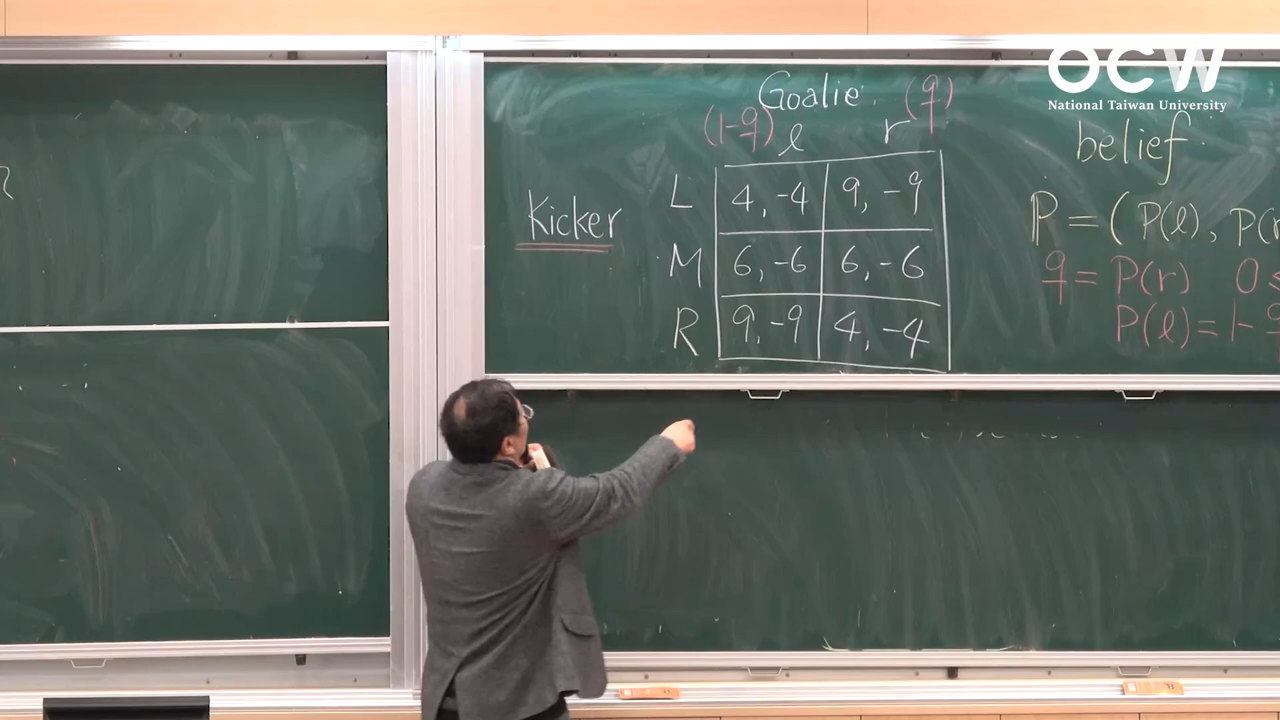 OCW
National Taiwan University
Goalie
(1-q) l r (q)
belief
Kicker
L 4, -4 9, -9
M 6, -6 6, -6
R 9, -9 4, -4
P = (P(l), P(r
q = P(r) 0 ≤
P(l) = 1-q